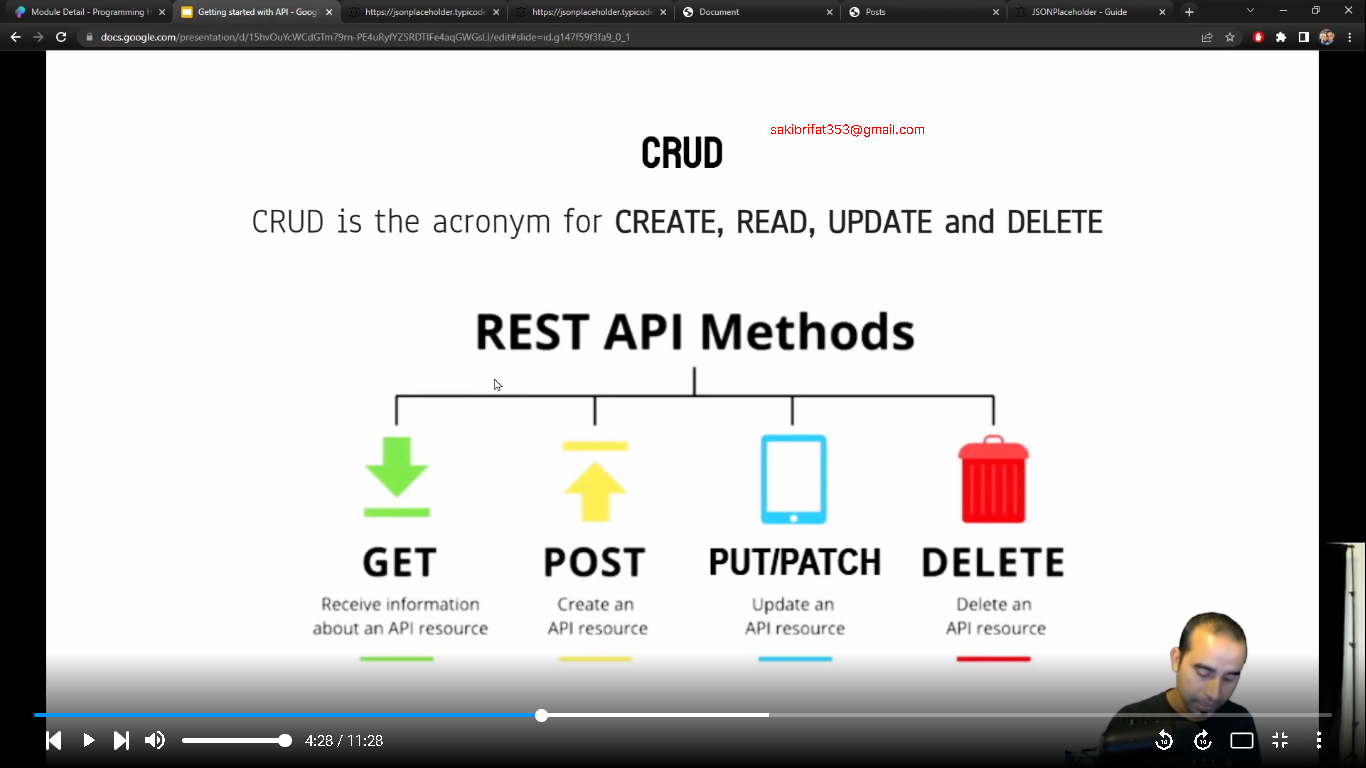 Module Detail - Programming H
Getting started with API - Goog
https://jsonplaceholder.typicode
https://jsonplaceholder.typicode
Document
Posts
JSONPlaceholder - Guide
docs.google.com/presentation/d/15hvOuYcWCdGTm79rn-PE4uRyfYZSRDTIFe4aqGWGsLI/edit#slide=id.g147f59f3fa9_0_1
sakibrifat353@gmail.com
CRUD
CRUD is the acronym for CREATE, READ, UPDATE and DELETE
REST API Methods
GET
POST
PUT/PATCH
DELETE
Receive information
about an API resource
Create an
API resource
Update an
API resource
Delete an
API resource
4:28 / 11:28
10
10